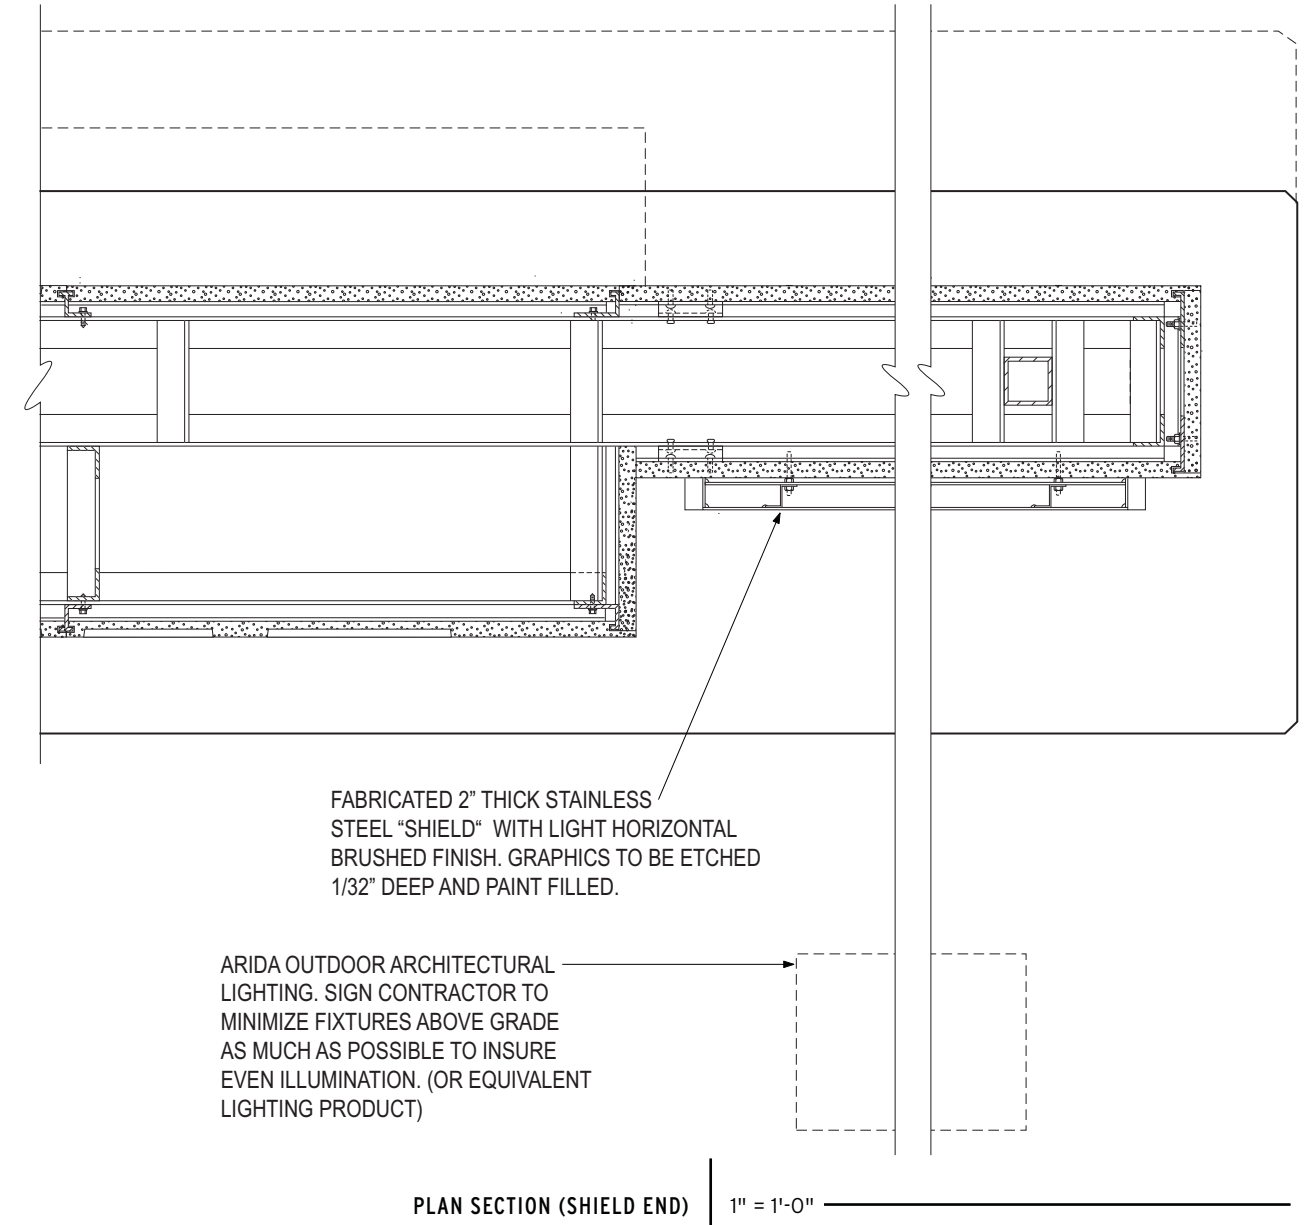 FABRICATED 2” THICK STAINLESS
STEEL “SHIELD“ WITH LIGHT HORIZONTAL
BRUSHED FINISH. GRAPHICS TO BE ETCHED
1/32” DEEP AND PAINT FILLED.
ARIDA OUTDOOR ARCHITECTURAL
LIGHTING. SIGN CONTRACTOR TO
MINIMIZE FIXTURES ABOVE GRADE
AS MUCH AS POSSIBLE TO INSURE
EVEN ILLUMINATION. (OR EQUIVALENT
LIGHTING PRODUCT)
PLAN SECTION (SHIELD END) 1" = 1'-0"